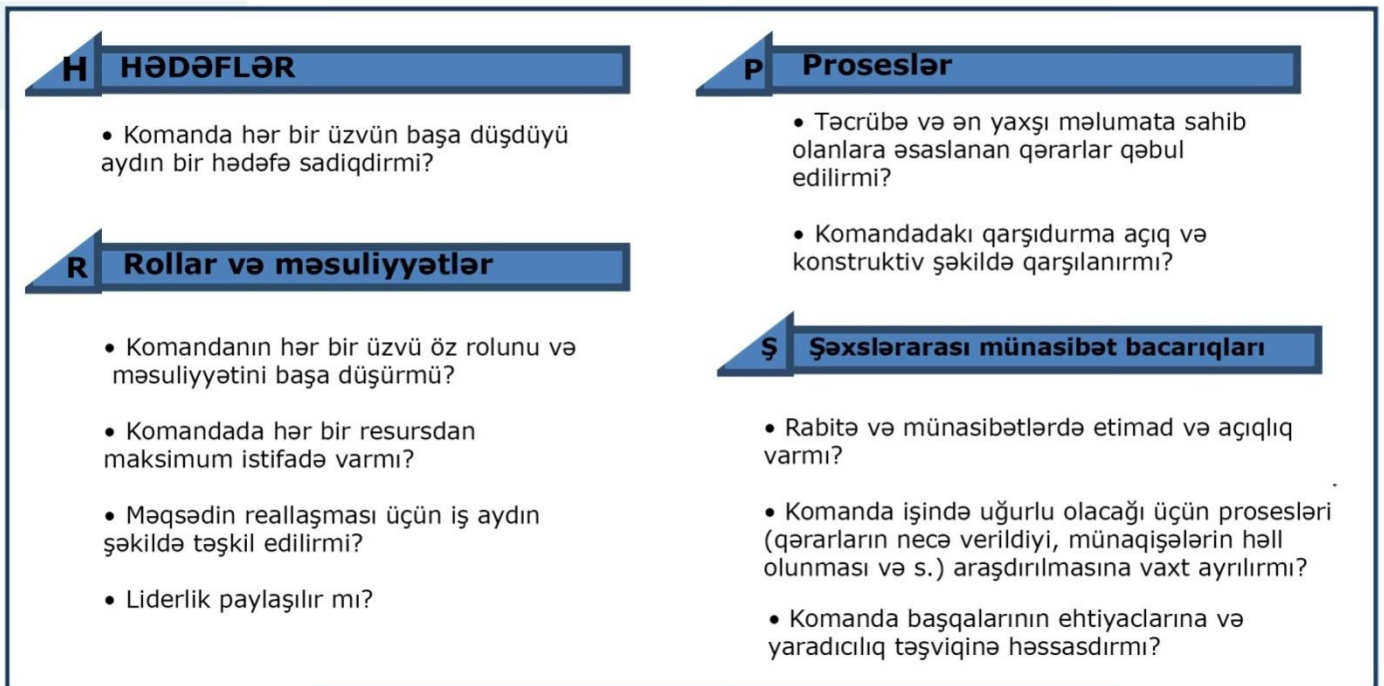 H HƏDƏFLƏR
• Komanda hər bir üzvün başa düşdüyü
aydın bir hədəfə sadiqdirmi?
R Rollar və məsuliyyətlər
• Komandanın hər bir üzvü öz rolunu və
məsuliyyətini başa düşürmü?
• Komandada hər bir resursdan
maksimum istifadə varmı?
• Məqsədin reallaşması üçün iş aydın
şəkildə təşkil edilirmi?
• Liderlik paylaşılır mı?
P Proseslər
• Təcrübə və ən yaxşı məlumata sahib
olanlara əsaslanan qərarlar qəbul
edilirmi?
• Komandadakı qarşıdurma açıq və
konstruktiv şəkildə qarşılanırmı?
Ş Şəxslərarası münasibət bacarıqları
• Rabitə və münasibətlərdə etimad və açıqlıq
varmı?
• Komanda işində uğurlu olacağı üçün prosesləri
(qərarların necə verildiyi, münaqişələrin həll
olunması və s.) araşdırılmasına vaxt ayrılırmı?
• Komanda başqalarının ehtiyaclarına və
yaradıcılıq təşviqinə həssasdırmı?